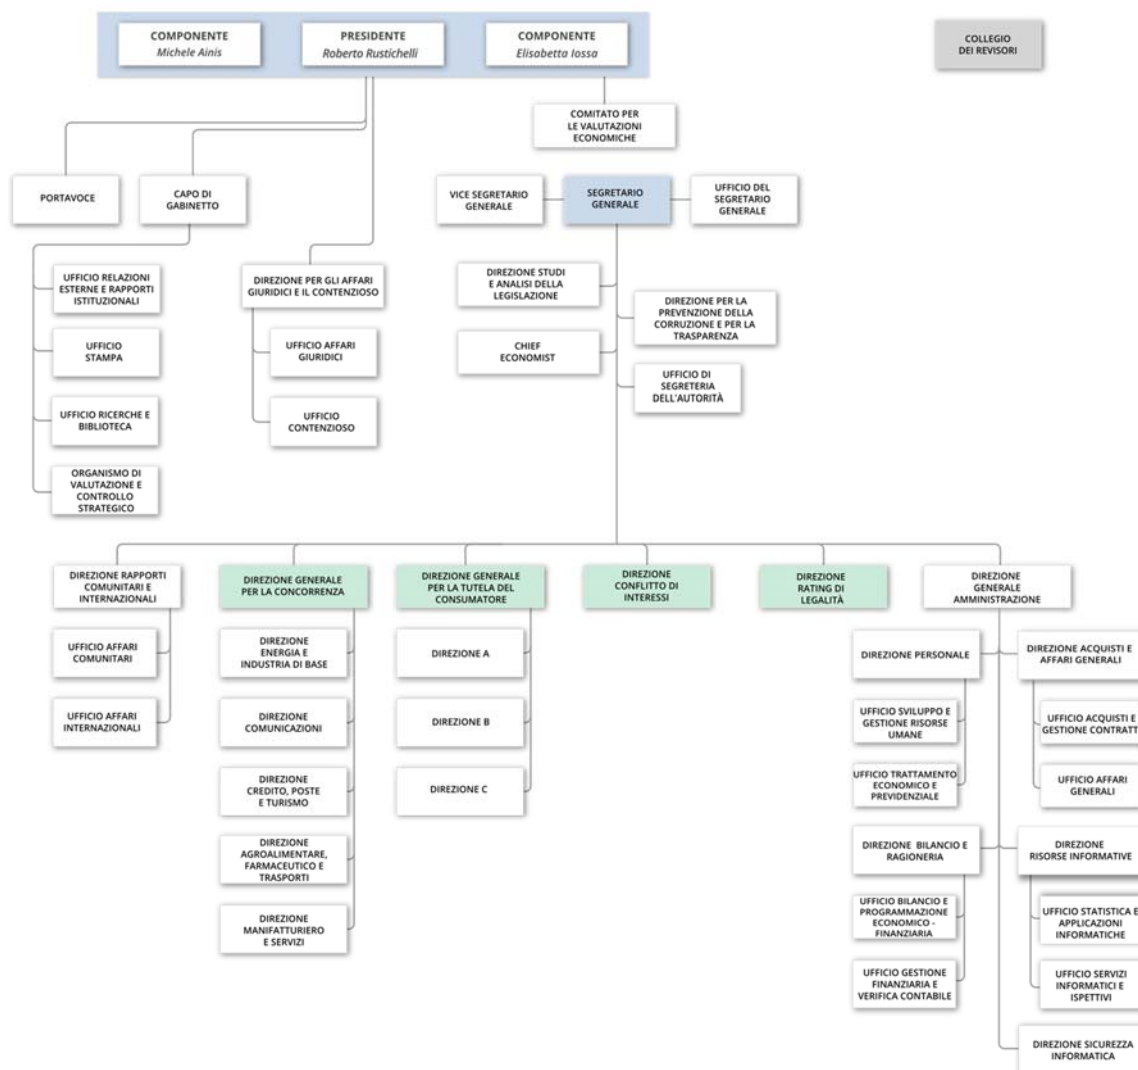 COMPONENTE
Michele Ainis
PRESIDENTE
Roberto Rustichelli
COMPONENTE
Elisabetta Iossa
COLLEGIO
DEI REVISORI
COMITATO PER
LE VALUTAZIONI
ECONOMICHE
PORTAVOCE
CAPO DI
GABINETTO
VICE SEGRETARIO
GENERALE
SEGRETARIO
GENERALE
UFFICIO DEL
SEGRETARIO
GENERALE
UFFICIO RELAZIONI
ESTERNE E RAPPORTI
ISTITUZIONALI
UFFICIO
STAMPA
UFFICIO RICERCHE E
BIBLIOTECA
ORGANISMO DI
VALUTAZIONE E
CONTROLLO
STRATEGICO
DIREZIONE PER GLI AFFARI
GIURIDICI E IL CONTENZIOSO
UFFICIO AFFARI
GIURIDICI
UFFICIO
CONTENZIOSO
DIREZIONE STUDI
E ANALISI DELLA
LEGISLAZIONE
DIREZIONE PER LA
PREVENZIONE DELLA
CORRUZIONE E PER LA
TRASPARENZA
CHIEF
ECONOMIST
UFFICIO DI
SEGRETERIA
DELL'AUTORITÀ
DIREZIONE RAPPORTI
COMUNITARI E
INTERNAZIONALI
UFFICIO AFFARI
COMUNITARI
UFFICIO AFFARI
INTERNAZIONALI
DIREZIONE GENERALE
PER LA CONCORRENZA
DIREZIONE
ENERGIA E
INDUSTRIA DI BASE
DIREZIONE
COMUNICAZIONI
DIREZIONE
CREDITO, POSTE
E TURISMO
DIREZIONE
AGROALIMENTARE,
FARMACEUTICO E
TRASPORTI
DIREZIONE
MANIFATTURIERO
E SERVIZI
DIREZIONE GENERALE
PER LA TUTELA DEL
CONSUMATORE
DIREZIONE A
DIREZIONE B
DIREZIONE C
DIREZIONE
CONFLITTO DI
INTERESSI
DIREZIONE
RATING DI
LEGALITÀ
DIREZIONE
GENERALE
AMMINISTRAZIONE
DIREZIONE PERSONALE
UFFICIO SVILUPPO E
GESTIONE RISORSE
UMANE
UFFICIO TRATTAMENTO
ECONOMICO E
PREVIDENZIALE
DIREZIONE BILANCIO E
RAGIONERIA
UFFICIO BILANCIO E
PROGRAMMAZIONE
ECONOMICO -
FINANZIARIA
UFFICIO GESTIONE
FINANZIARIA E
VERIFICA CONTABILE
DIREZIONE ACQUISTI E
AFFARI GENERALI
UFFICIO ACQUISTI E
GESTIONE CONTRATT
UFFICIO AFFARI
GENERALI
DIREZIONE
RISORSE INFORMATIVE
UFFICIO STATISTICA E
APPLICAZIONI
INFORMATICHE
UFFICIO SERVIZI
INFORMATICI E
ISPETTIVI
DIREZIONE SICUREZZA
INFORMATICA